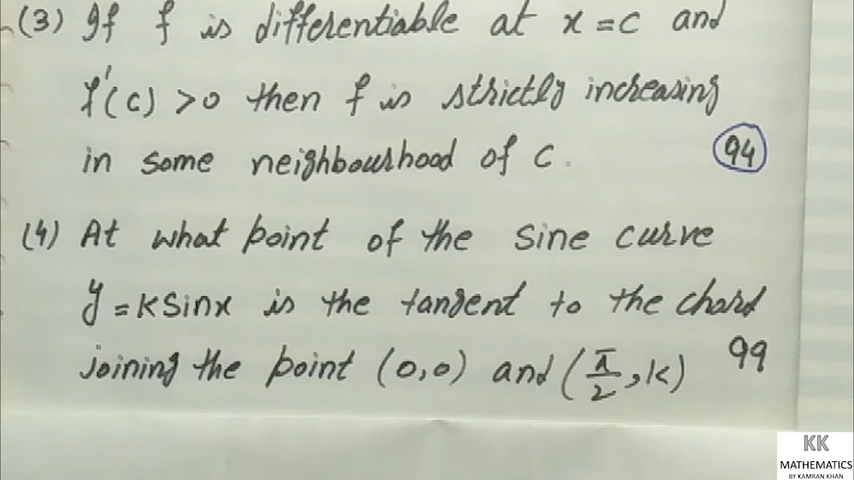 (3) If f is differentiable at x=c and
f'(c) >0 then f is strictly increasing
in some neighbourhood of c.
94
(4) At what point of the sine curve
y=ksinx is the tangent to the chard
joining the point (0,0) and (π/2,k)
99
KK
MATHEMATICS
BY KAMRAN KHAN